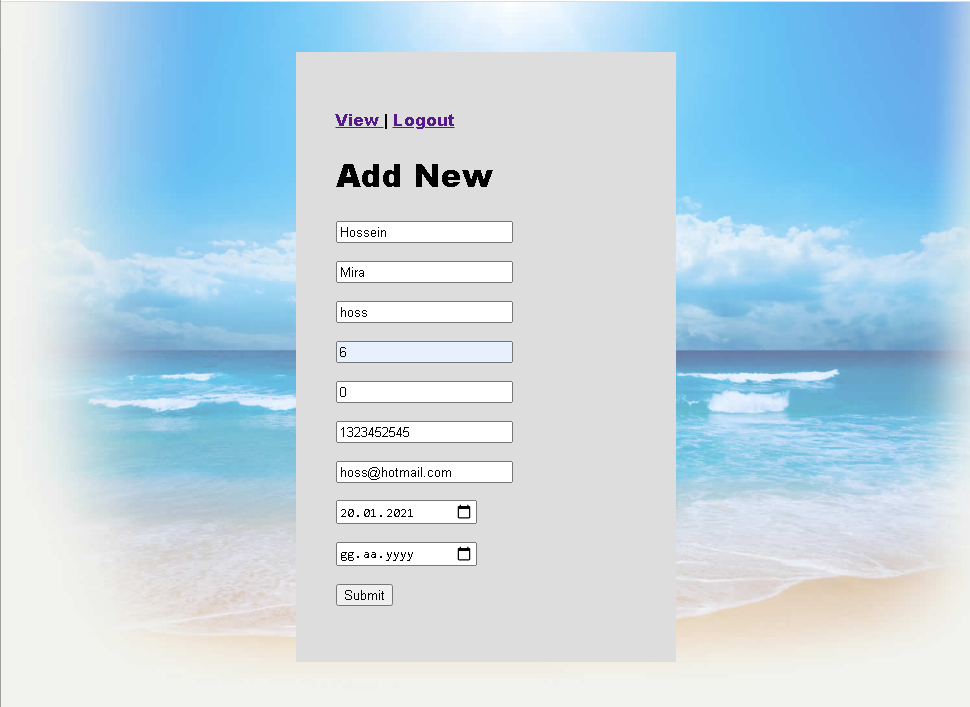 View | Logout
Add New
Hossein
Mira
hoss
6
0
1323452545
hoss@hotmail.com
20.01.2021
gg.aa.yyyy
Submit